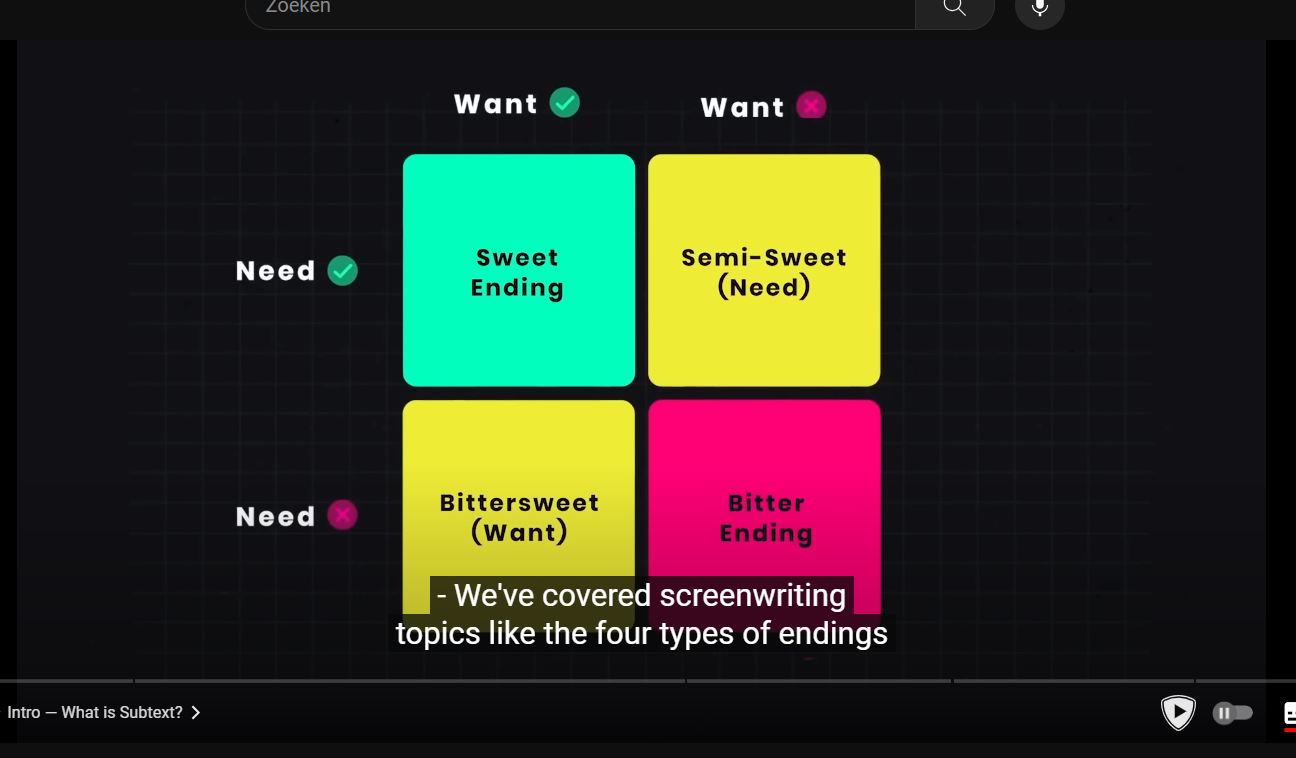 Zoeken
Want
Want
Need
Sweet
Ending
Semi-Sweet
(Need)
Need
Bittersweet
(Want)
Bitter
Ending
- We've covered screenwriting
topics like the four types of endings
Intro — What is Subtext?